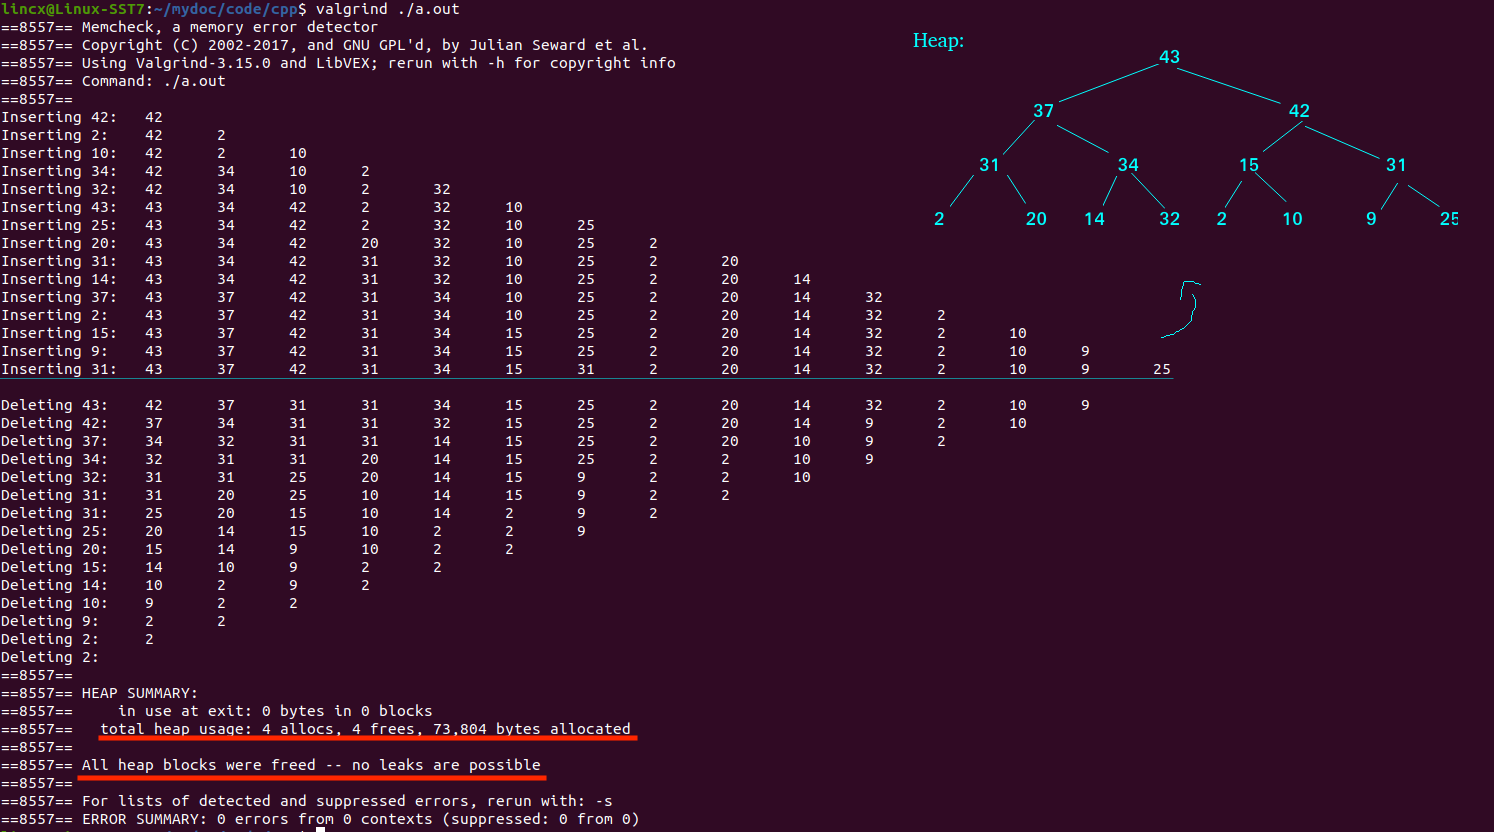 lincx@Linux-SST7:~/mydoc/code/cpp$ valgrind ./a.out
==8557== Memcheck, a memory error detector
==8557== Copyright (C) 2002-2017, and GNU GPL'd, by Julian Seward et al.
==8557== Using Valgrind-3.15.0 and LibVEX; rerun with -h for copyright info
==8557== Command: ./a.out
==8557==
Inserting 42: 42
Inserting 2: 42 2
Inserting 10: 42 2 10
Inserting 34: 42 34 10 2
Inserting 32: 42 34 10 2 32
Inserting 43: 43 34 42 2 32 10
Inserting 25: 43 34 42 2 32 10 25
Inserting 20: 43 34 42 20 32 10 25 2
Inserting 31: 43 34 42 31 32 10 25 2 20
Inserting 14: 43 34 42 31 32 10 25 2 20 14
Inserting 37: 43 37 42 31 34 10 25 2 20 14 32
Inserting 2: 43 37 42 31 34 10 25 2 20 14 32 2
Inserting 15: 43 37 42 31 34 15 25 2 20 14 32 2 10
Inserting 9: 43 37 42 31 34 15 25 2 20 14 32 2 10 9
Inserting 31: 43 37 42 31 34 15 31 2 20 14 32 2 10 9 25
Deleting 43: 42 37 31 31 34 15 25 2 20 14 32 2 10 9
Deleting 42: 37 34 31 31 32 15 25 2 20 14 9 2 10
Deleting 37: 34 32 31 31 14 15 25 2 20 10 9 2
Deleting 34: 32 31 31 20 14 15 25 2 2 10 9
Deleting 32: 31 31 25 20 14 15 9 2 2 10
Deleting 31: 31 20 25 10 14 15 9 2 2
Deleting 31: 25 20 15 10 14 2 9 2
Deleting 25: 20 14 15 10 2 2 9
Deleting 20: 15 14 9 10 2 2
Deleting 15: 14 10 9 2 2
Deleting 14: 10 2 9 2
Deleting 10: 9 2 2
Deleting 9: 2 2
Deleting 2: 2
Deleting 2:
==8557==
==8557== HEAP SUMMARY:
==8557== in use at exit: 0 bytes in 0 blocks
==8557== total heap usage: 4 allocs, 4 frees, 73,804 bytes allocated
==8557==
==8557== All heap blocks were freed -- no leaks are possible
==8557==
==8557== For lists of detected and suppressed errors, rerun with: -s
==8557== ERROR SUMMARY: 0 errors from 0 contexts (suppressed: 0 from 0)
Heap:
43
37 42
31 34 15 31
2 20 14 32 2 10 9 25